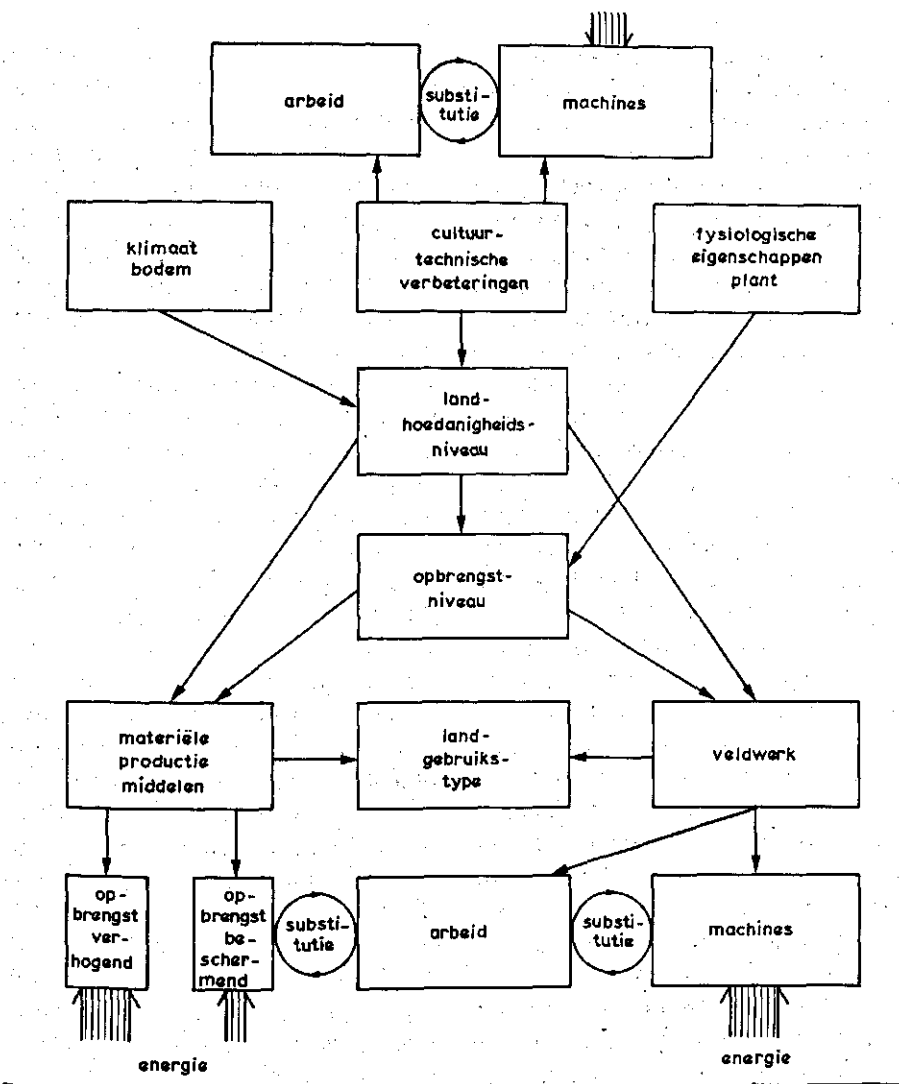 arbeid
substi-
tutie
machines
klimaat
bodem
cultuur-
technische
verbeteringen
fysiologische
eigenschappen
plant
land-
hoedanigheids-
niveau
opbrengst-
niveau
materiële
productie
middelen
land-
gebruiks-
type
veldwerk
op-
brengst
ver-
hogend
op-
brengst
be-
scher-
mend
substi-
tutie
arbeid
substi-
tutie
machines
energie
energie